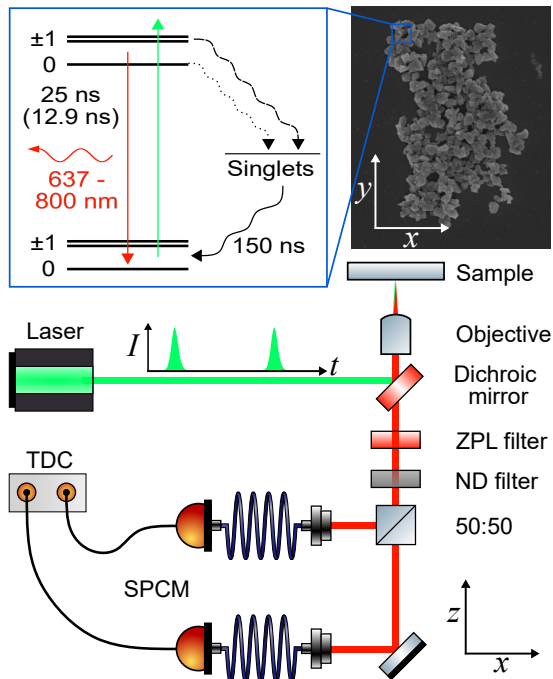 ±1
0
25 ns
(12.9 ns)
637 -
800 nm
Singlets
150 ns
±1
0
y
x
Sample
Laser
I
t
Objective
Dichroic
mirror
ZPL filter
TDC
ND filter
50:50
SPCM
z
x